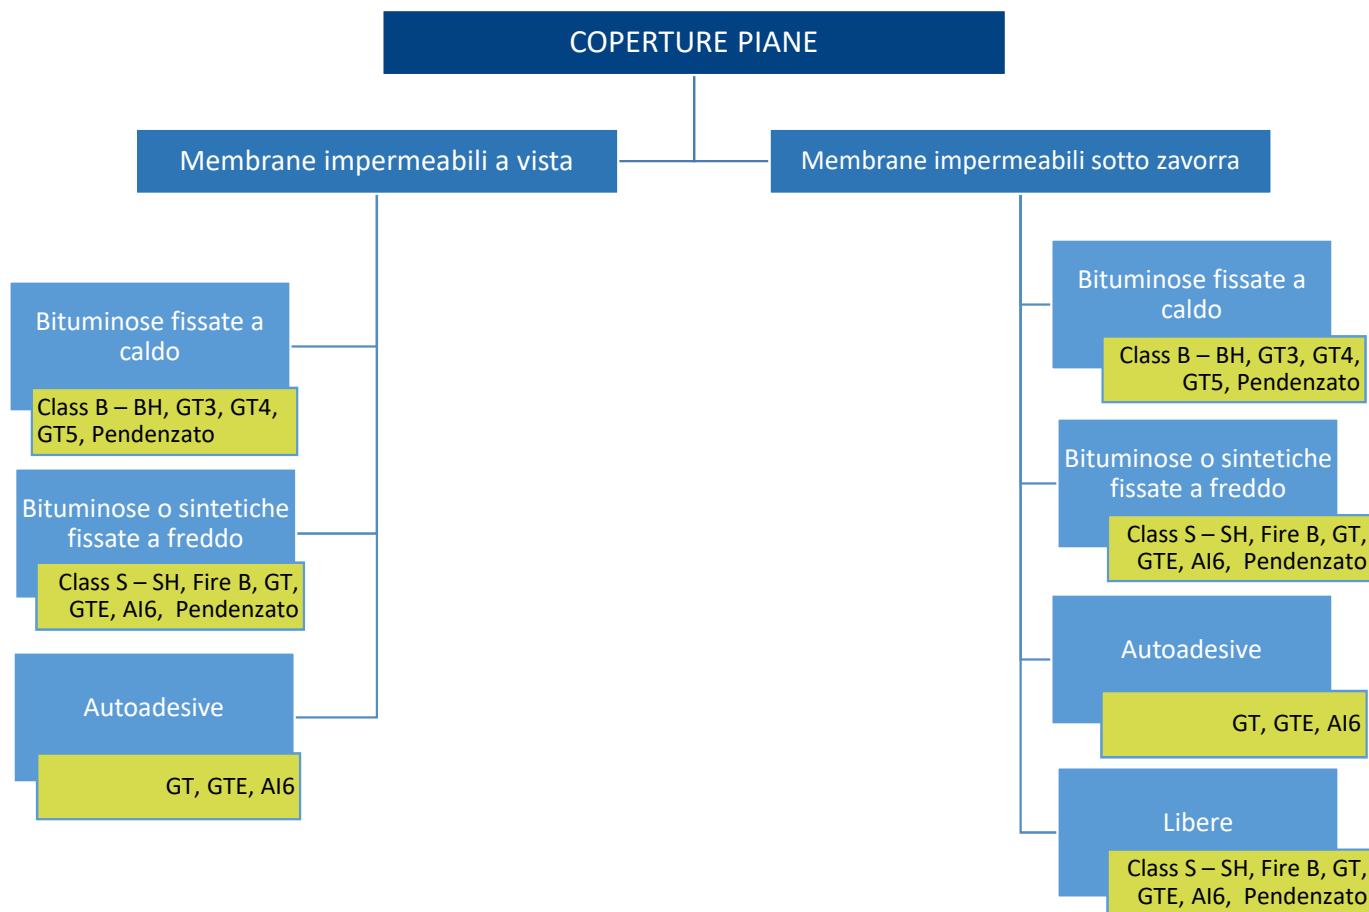 COPERTURE PIANE
Membrane impermeabili a vista
Bituminose fissate a
caldo
Class B – BH, GT3, GT4,
GT5, Pendenzato
Bituminose o sintetiche
fissate a freddo
Class S – SH, Fire B, GT,
GTE, AI6, Pendenzato
Autoadesive
GT, GTE, AI6
Membrane impermeabili sotto zavorra
Bituminose fissate a
caldo
Class B – BH, GT3, GT4,
GT5, Pendenzato
Bituminose o sintetiche
fissate a freddo
Class S – SH, Fire B, GT,
GTE, AI6, Pendenzato
Autoadesive
GT, GTE, AI6
Libere
Class S – SH, Fire B, GT,
GTE, AI6, Pendenzato